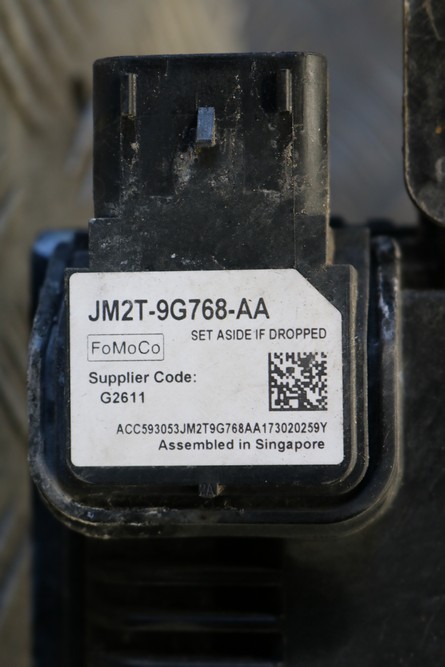 JM2T-9G768-AA
SET ASIDE IF DROPPED
FoMoCo
Supplier Code:
G2611
ACC593053JM2T9G768AA173020259Y
Assembled in Singapore